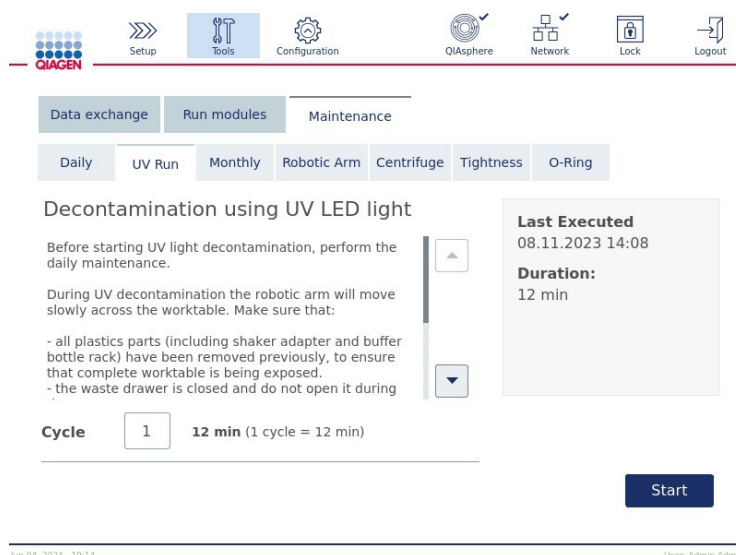 QIAGEN
Setup
Tools
Configuration
QIAsphere
Network
Lock
Logout
Data exchange
Run modules
Maintenance
Daily
UV Run
Monthly
Robotic Arm
Centrifuge
Tightness
O-Ring
Decontamination using UV LED light
Before starting UV light decontamination, perform the
daily maintenance.
During UV decontamination the robotic arm will move
slowly across the worktable. Make sure that:
- all plastics parts (including shaker adapter and buffer
bottle rack) have been removed previously, to ensure
that complete worktable is being exposed.
- the waste drawer is closed and do not open it during
Last Executed
08.11.2023 14:08
Duration:
12 min
Cycle
1
12 min (1 cycle = 12 min)
Start